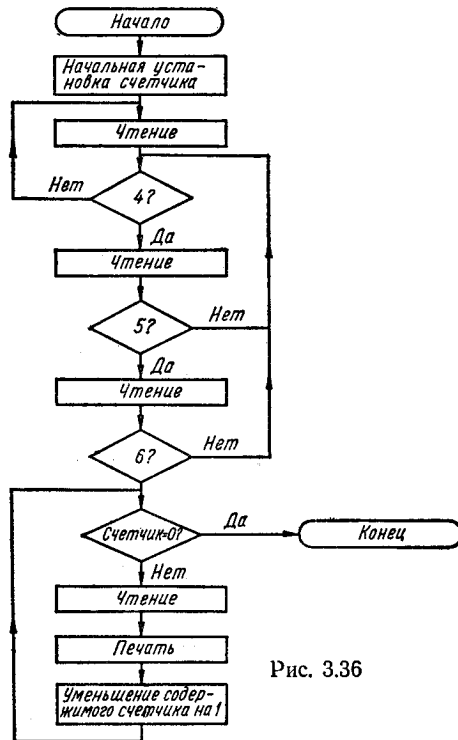 Начало
Начальная уста-
новка счетчика
Чтение
Нет
4?
Да
Чтение
5?
Нет
Да
Чтение
6?
Нет
Счетчик=0?
Да
Конец
Нет
Чтение
Печать
Уменьшение содер-
жимого счетчика на 1
Рис. 3.36